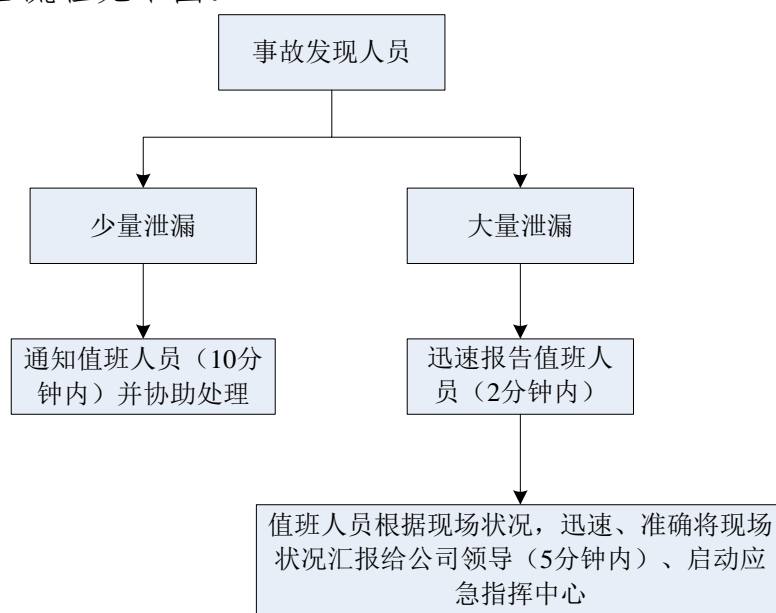 事故发现人员
少量泄漏
大量泄漏
通知值班人员（10分
钟内）并协助处理
迅速报告值班人
员（2分钟内）
值班人员根据现场状况，迅速、准确将现场
状况汇报给公司领导（5分钟内）、启动应
急指挥中心